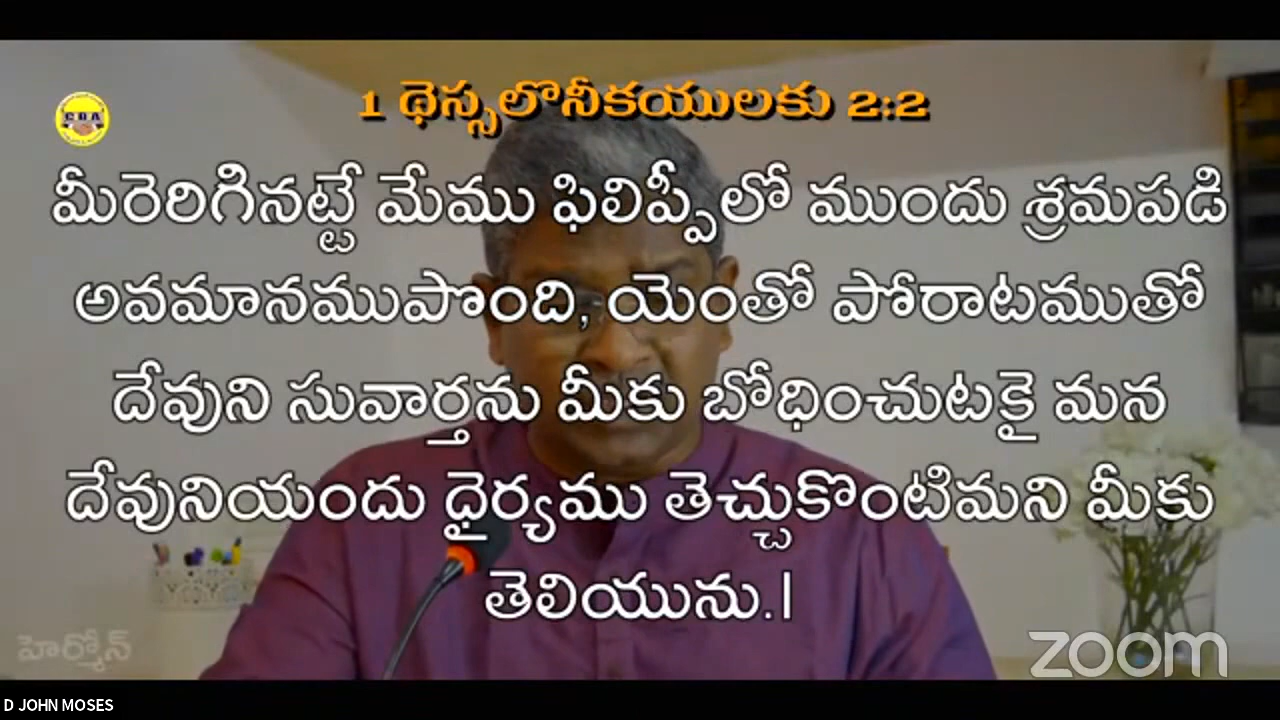 CDA
1 థెస్సలొనీకయులకు 2:2
మీరెరిగినట్టే మేము ఫిలిప్పీలో ముందు శ్రమపడి
అవమానముపొంది, యెంతో పోరాటముతో
దేవుని సువార్తను మీకు బోధించుటకై మన
దేవునియందు ధైర్యము తెచ్చుకొంటిమని మీకు
తెలియును.|
హెర్మోన్
zoom
D JOHN MOSES